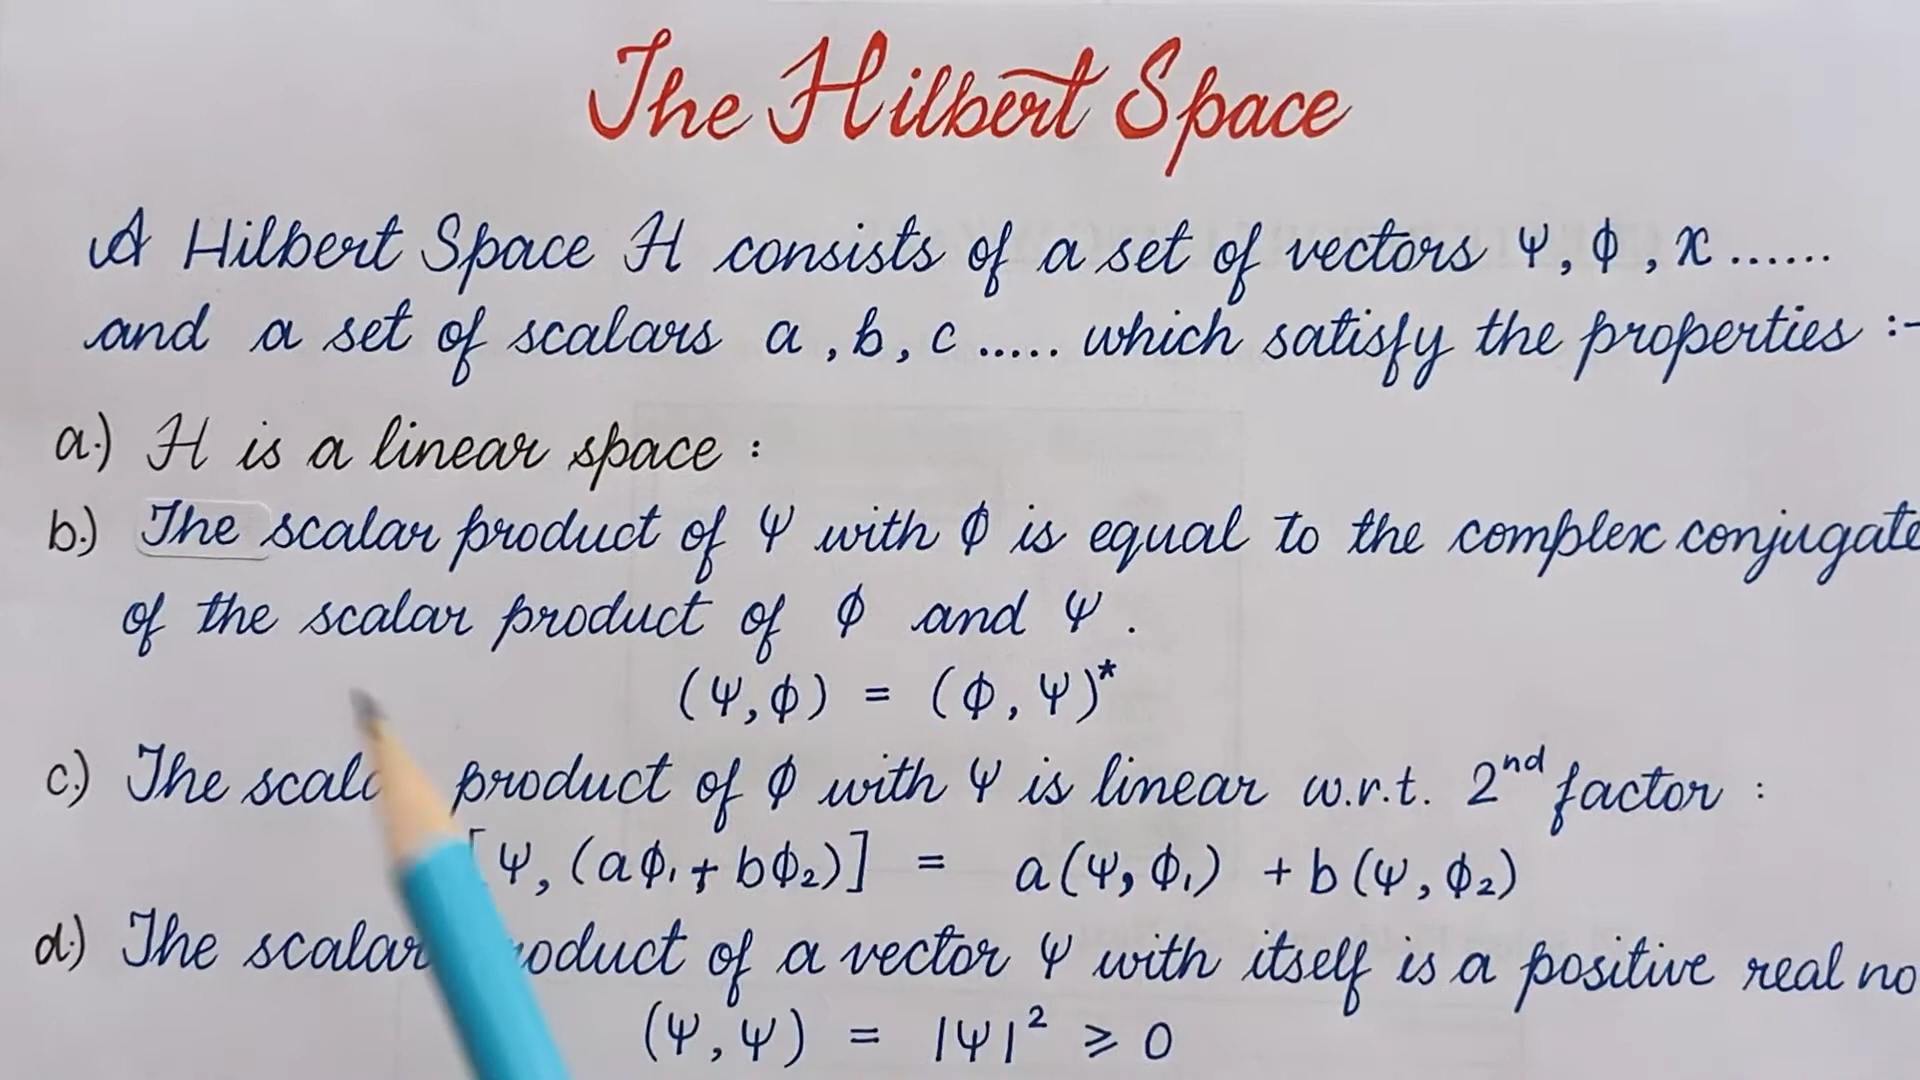 The Hilbert Space
A Hilbert Space H consists of a set of vectors Ψ, ϕ, x ......
and a set of scalars a, b, c ..... which satisfy the properties :-
a.) H is a linear space :
b.) The scalar product of Ψ with ϕ is equal to the complex conjugate
of the scalar product of ϕ and Ψ.
(Ψ,ϕ) = (ϕ,Ψ)*
c.) The product of ϕ with Ψ is linear w.r.t. 2nd factor :
[Ψ, (aϕ₁+ bϕ₂)] = a(Ψ, ϕ₁) + b(Ψ, ϕ₂)
d.) The scalar of a vector Ψ with itself is a positive real no
(Ψ,Ψ) = |Ψ|² ⩾ 0